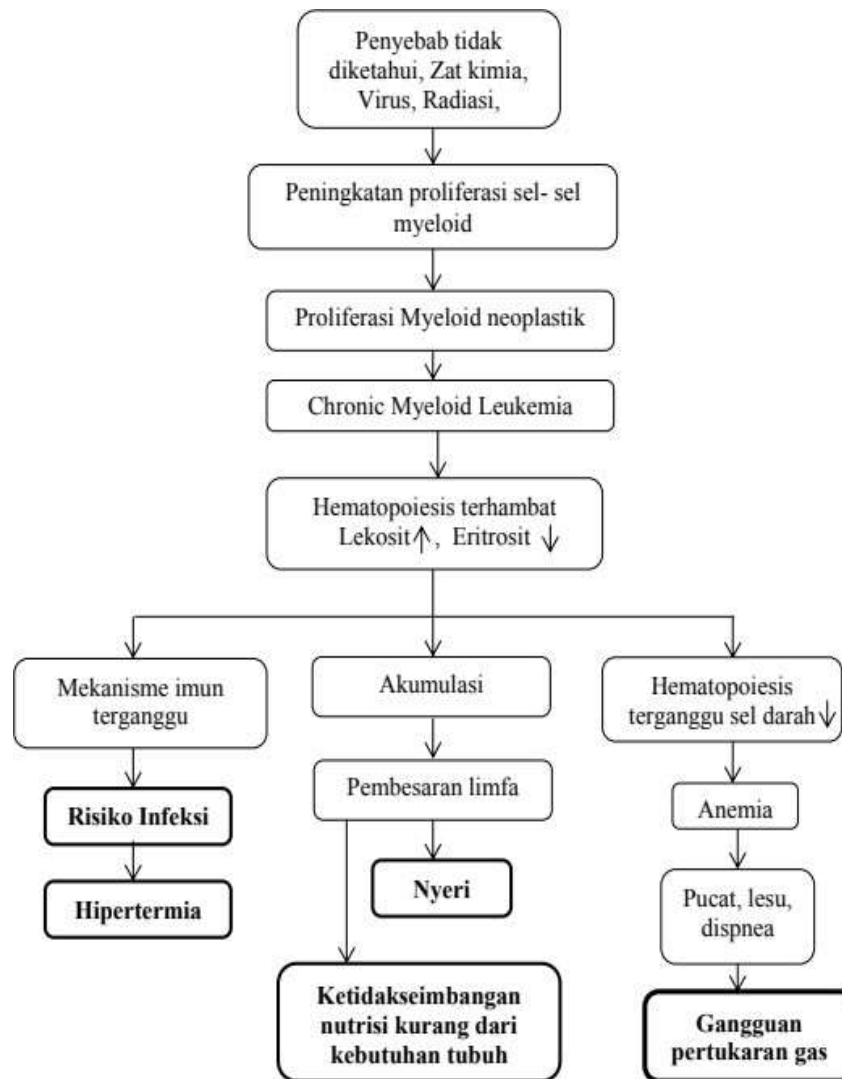 Penyebab tidak
diketahui, Zat kimia,
Virus, Radiasi,
Peningkatan proliferasi sel- sel
myeloid
Proliferasi Myeloid neoplastik
Chronic Myeloid Leukemia
Hematopoiesis terhambat
Lekosit↑ , Eritrosit ↓
Mekanisme imun
terganggu
Risiko Infeksi
Hipertermia
Akumulasi
Pembesaran limfa
Nyeri
Ketidakseimbangan
nutrisi kurang dari
kebutuhan tubuh
Hematopoiesis
terganggu sel darah↓
Anemia
Pucat, lesu,
dispnea
Gangguan
pertukaran gas